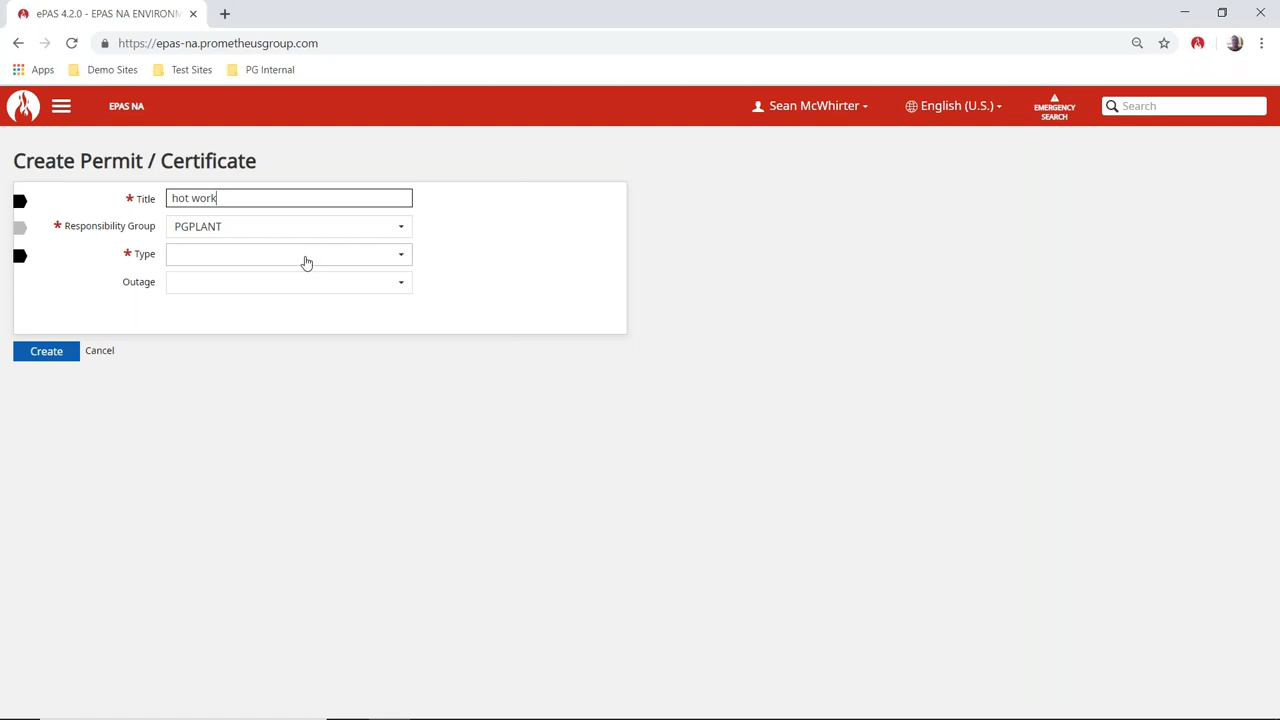 ePAS 4.2.0 - EPAS NA ENVIRONM
https://epas-na.prometheusgroup.com
Apps Demo Sites Test Sites PG Internal
EPAS NA Sean McWhirter English (U.S.) EMERGENCY SEARCH Search
Create Permit / Certificate
* Title hot work
* Responsibility Group PGPLANT
* Type
Outage
Create Cancel